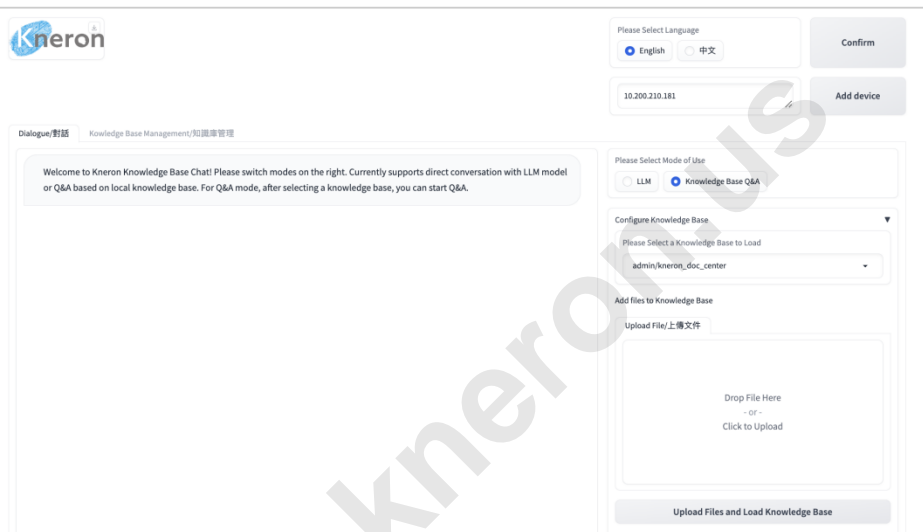 Kneron
Please Select Language
English
中文
Confirm
10.200.210.181
Add device
Dialogue/對話
Kowledge Base Management/知識庫管理
Welcome to Kneron Knowledge Base Chat! Please switch modes on the right. Currently supports direct conversation with LLM model
or Q&A based on local knowledge base. For Q&A mode, after selecting a knowledge base, you can start Q&A.
Please Select Mode of Use
LLM
Knowledge Base Q&A
Configure Knowledge Base
Please Select a Knowledge Base to Load
admin/kneron_doc_center
Add files to Knowledge Base
Upload File/上傳文件
Drop File Here
- or -
Click to Upload
Upload Files and Load Knowledge Base
kneron.us